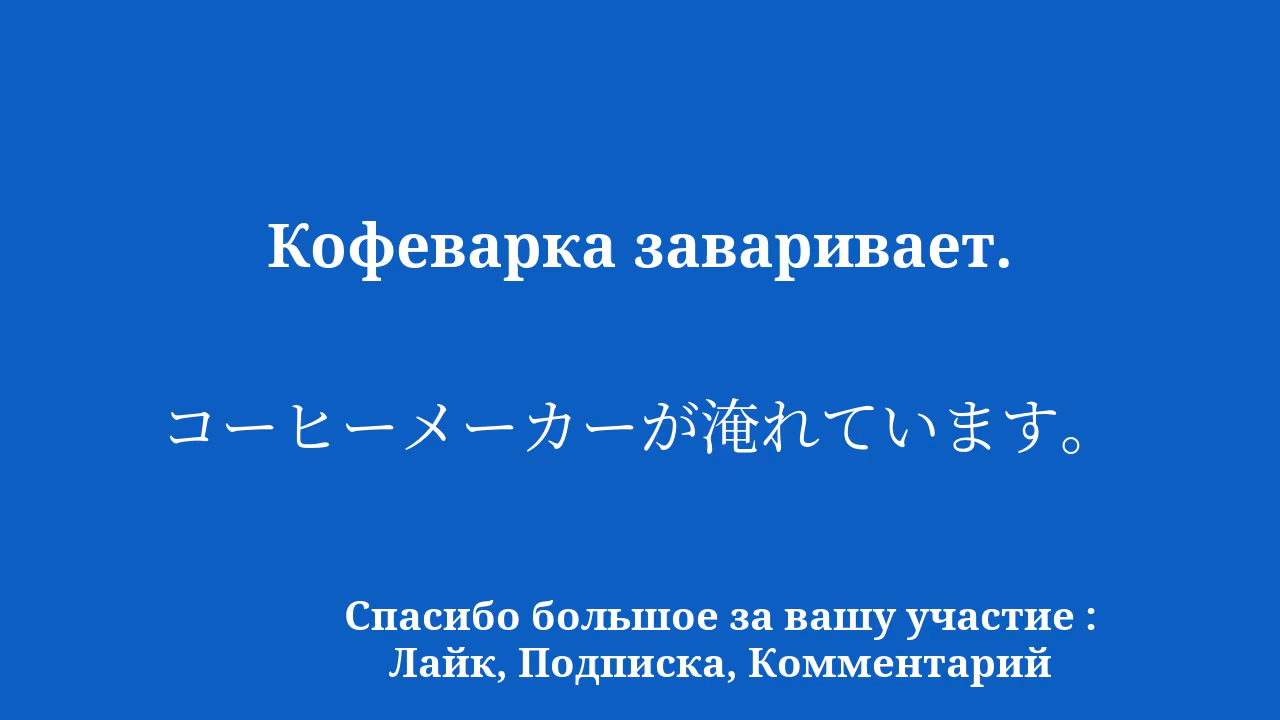 Кофеварка заваривает.
コーヒーメーカーが淹れています。
Спасибо большое за вашу участие :
Лайк, Подписка, Комментарий